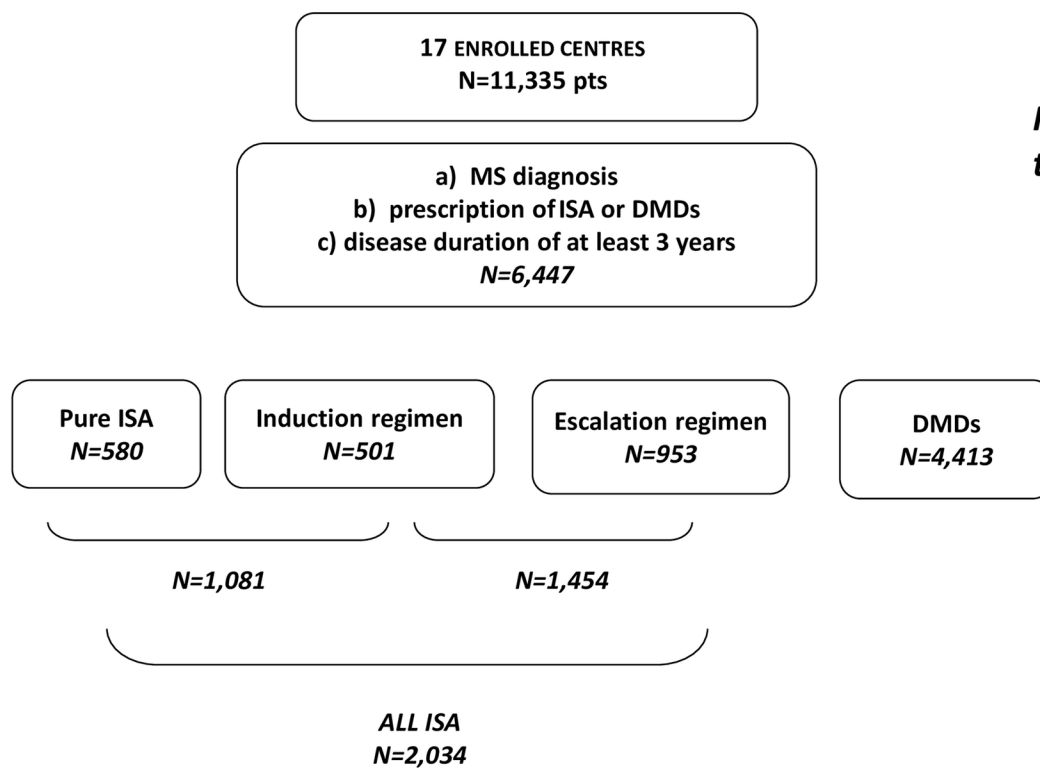 17 ENROLLED CENTRES
N=11,335 pts
a) MS diagnosis
b) prescription of ISA or DMDs
c) disease duration of at least 3 years
N=6,447
Pure ISA
N=580
Induction regimen
N=501
Escalation regimen
N=953
DMDs
N=4,413
N=1,081
N=1,454
ALL ISA
N=2,034